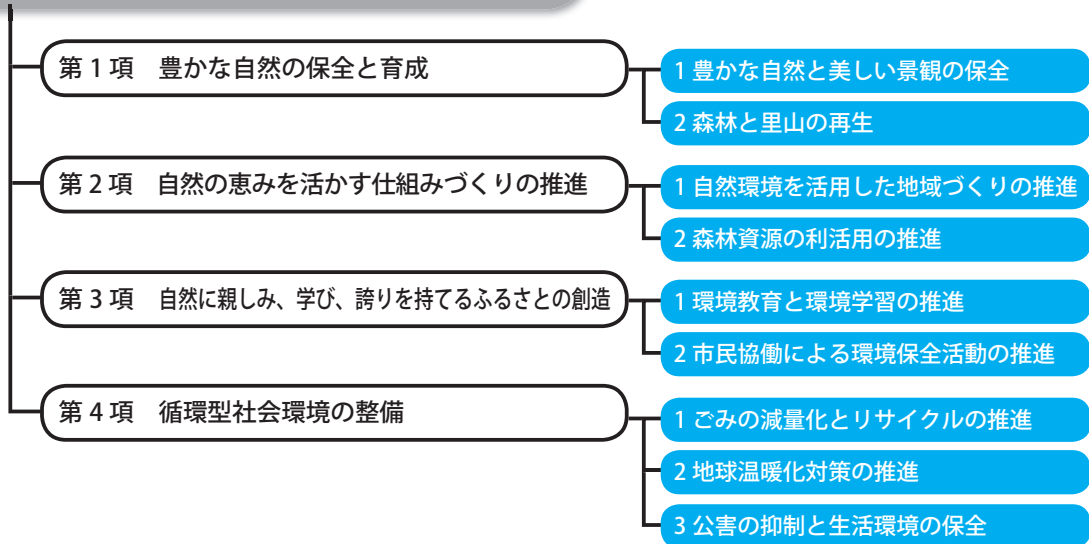 第1項 豊かな自然の保全と育成
1 豊かな自然と美しい景観の保全
2 森林と里山の再生
第2項 自然の恵みを活かす仕組みづくりの推進
1 自然環境を活用した地域づくりの推進
2 森林資源の利活用の推進
第3項 自然に親しみ、学び、誇りを持てるふるさとの創造
1 環境教育と環境学習の推進
2 市民協働による環境保全活動の推進
第4項 循環型社会環境の整備
1 ごみの減量化とリサイクルの推進
2 地球温暖化対策の推進
3 公害の抑制と生活環境の保全